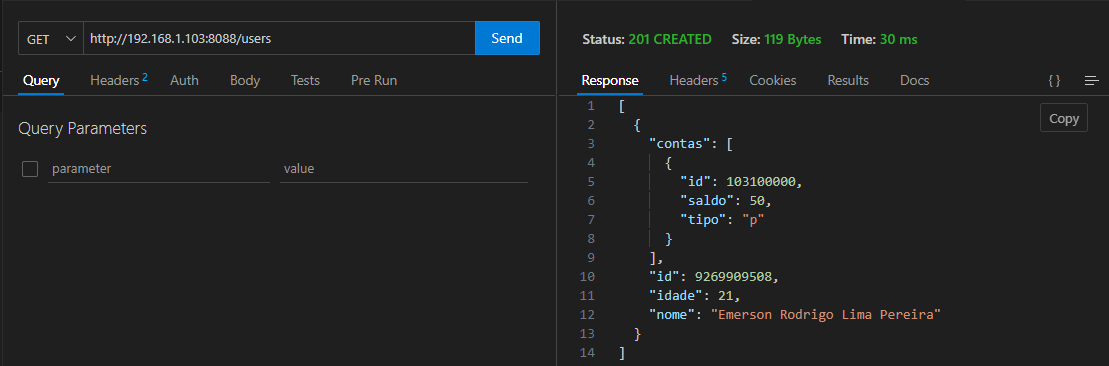 GET http://192.168.1.103:8088/users Send
Query Headers 2 Auth Body Tests Pre Run
Query Parameters
parameter value
Status: 201 CREATED Size: 119 Bytes Time: 30 ms
Response Headers 5 Cookies Results Docs { }
Copy
1 [
2 {
3 "contas": [
4 {
5 "id": 103100000,
6 "saldo": 50,
7 "tipo": "p"
8 }
9 ],
10 "id": 9269909508,
11 "idade": 21,
12 "nome": "Emerson Rodrigo Lima Pereira"
13 }
14 ]